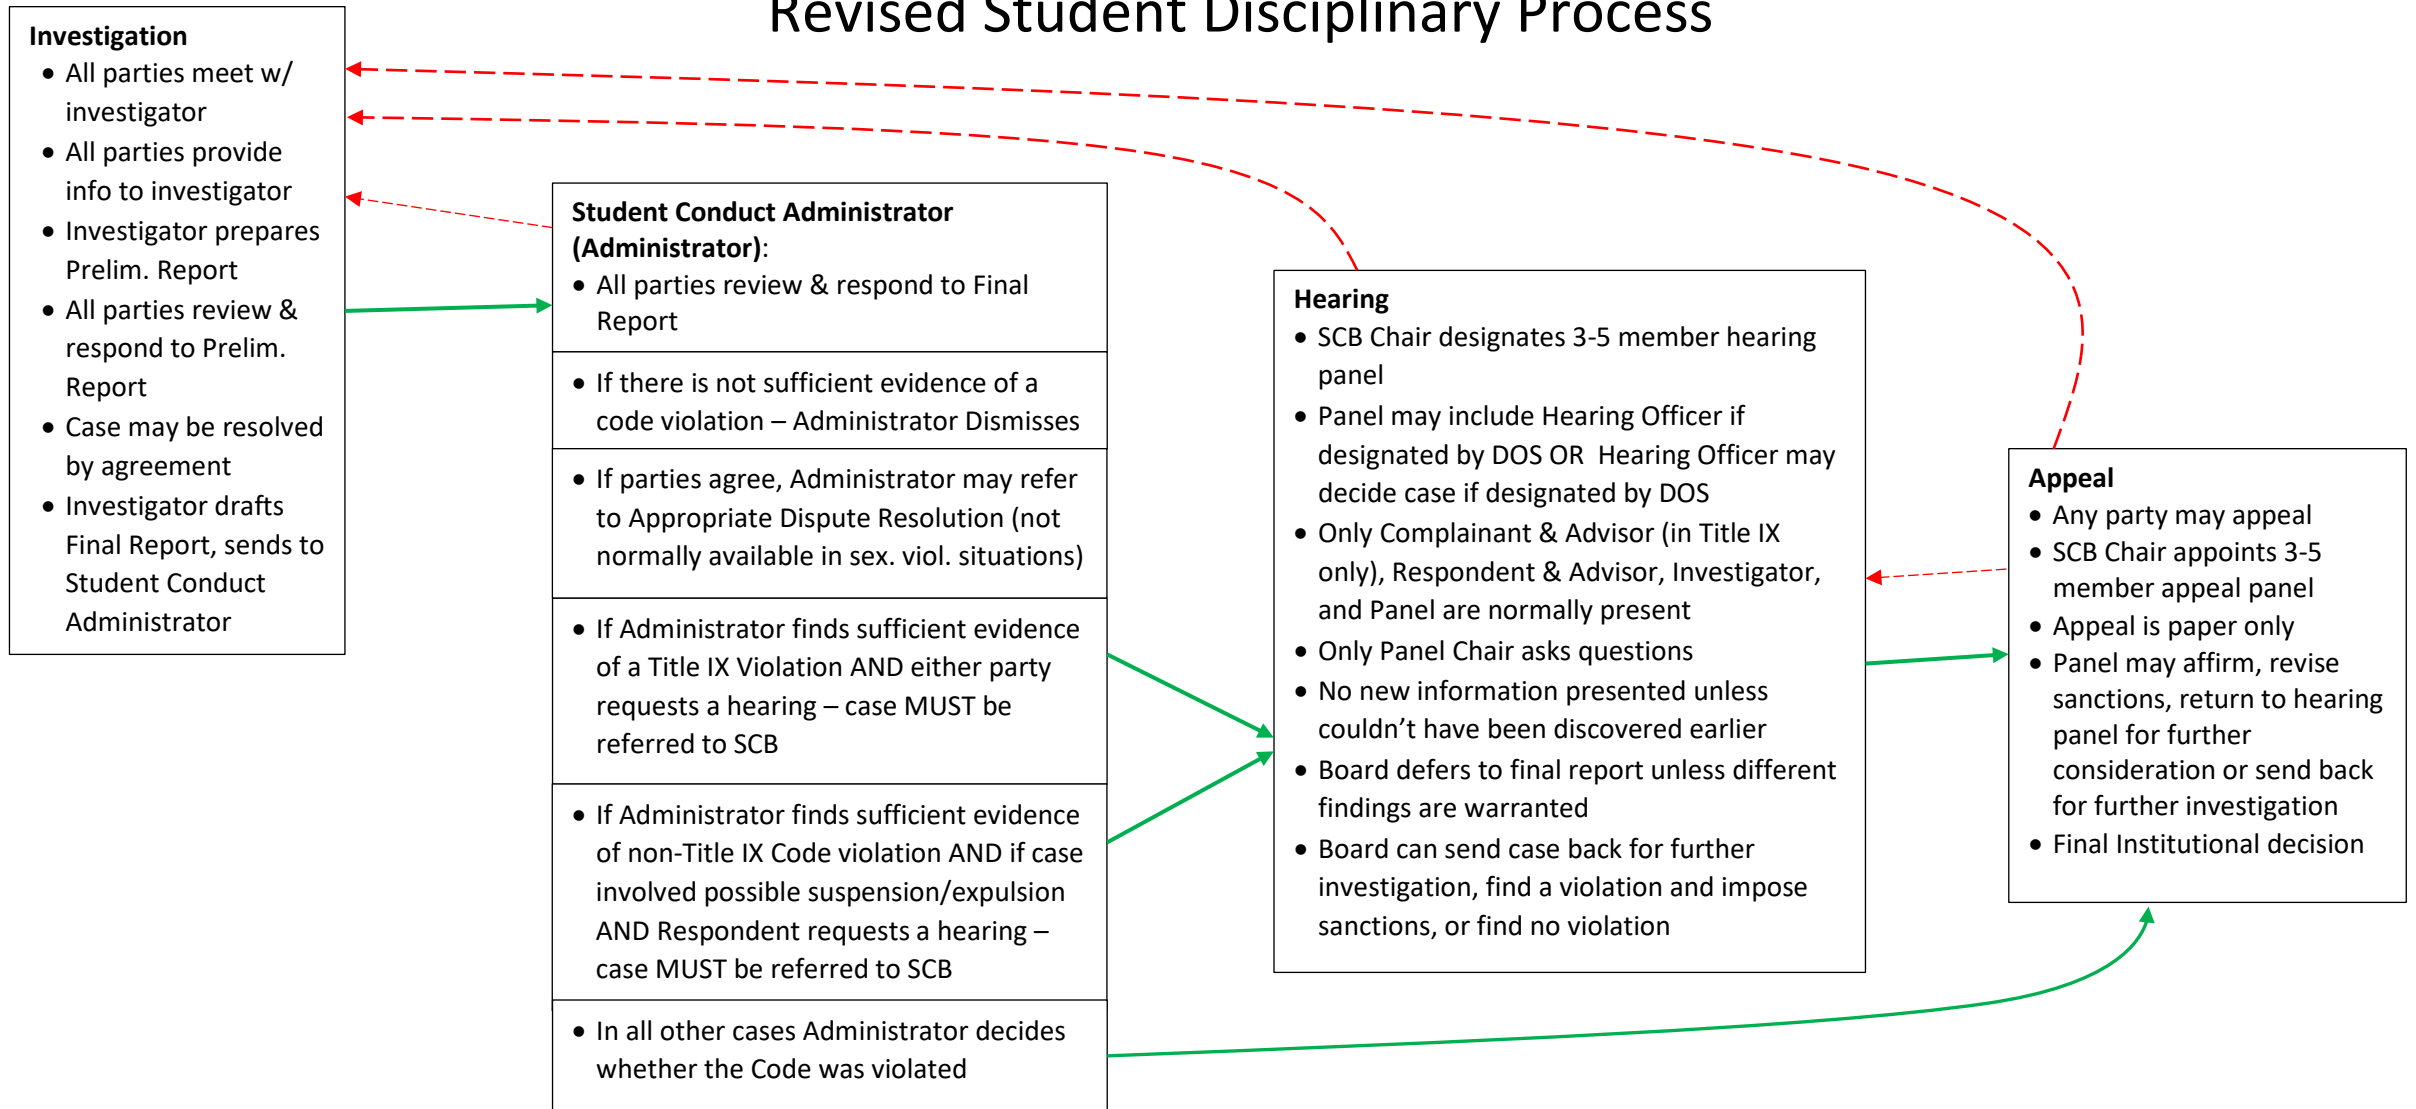 Revised Student Disciplinary Process
Investigation
• All parties meet w/
investigator
• All parties provide
info to investigator
• Investigator prepares
Prelim. Report
• All parties review &
respond to Prelim.
Report
• Case may be resolved
by agreement
• Investigator drafts
Final Report, sends to
Student Conduct
Administrator
Student Conduct Administrator
(Administrator):
• All parties review & respond to Final
Report
• If there is not sufficient evidence of a
code violation – Administrator Dismisses
• If parties agree, Administrator may refer
to Appropriate Dispute Resolution (not
normally available in sex. viol. situations)
• If Administrator finds sufficient evidence
of a Title IX Violation AND either party
requests a hearing – case MUST be
referred to SCB
• If Administrator finds sufficient evidence
of non-Title IX Code violation AND if case
involved possible suspension/expulsion
AND Respondent requests a hearing –
case MUST be referred to SCB
• In all other cases Administrator decides
whether the Code was violated
Hearing
• SCB Chair designates 3-5 member hearing
panel
• Panel may include Hearing Officer if
designated by DOS OR  Hearing Officer may
decide case if designated by DOS
• Only Complainant & Advisor (in Title IX
only), Respondent & Advisor, Investigator,
and Panel are normally present
• Only Panel Chair asks questions
• No new information presented unless
couldn’t have been discovered earlier
• Board defers to final report unless different
findings are warranted
• Board can send case back for further
investigation, find a violation and impose
sanctions, or find no violation
Appeal
• Any party may appeal
• SCB Chair appoints 3-5
member appeal panel
• Appeal is paper only
• Panel may affirm, revise
sanctions, return to hearing
panel for further
consideration or send back
for further investigation
• Final Institutional decision